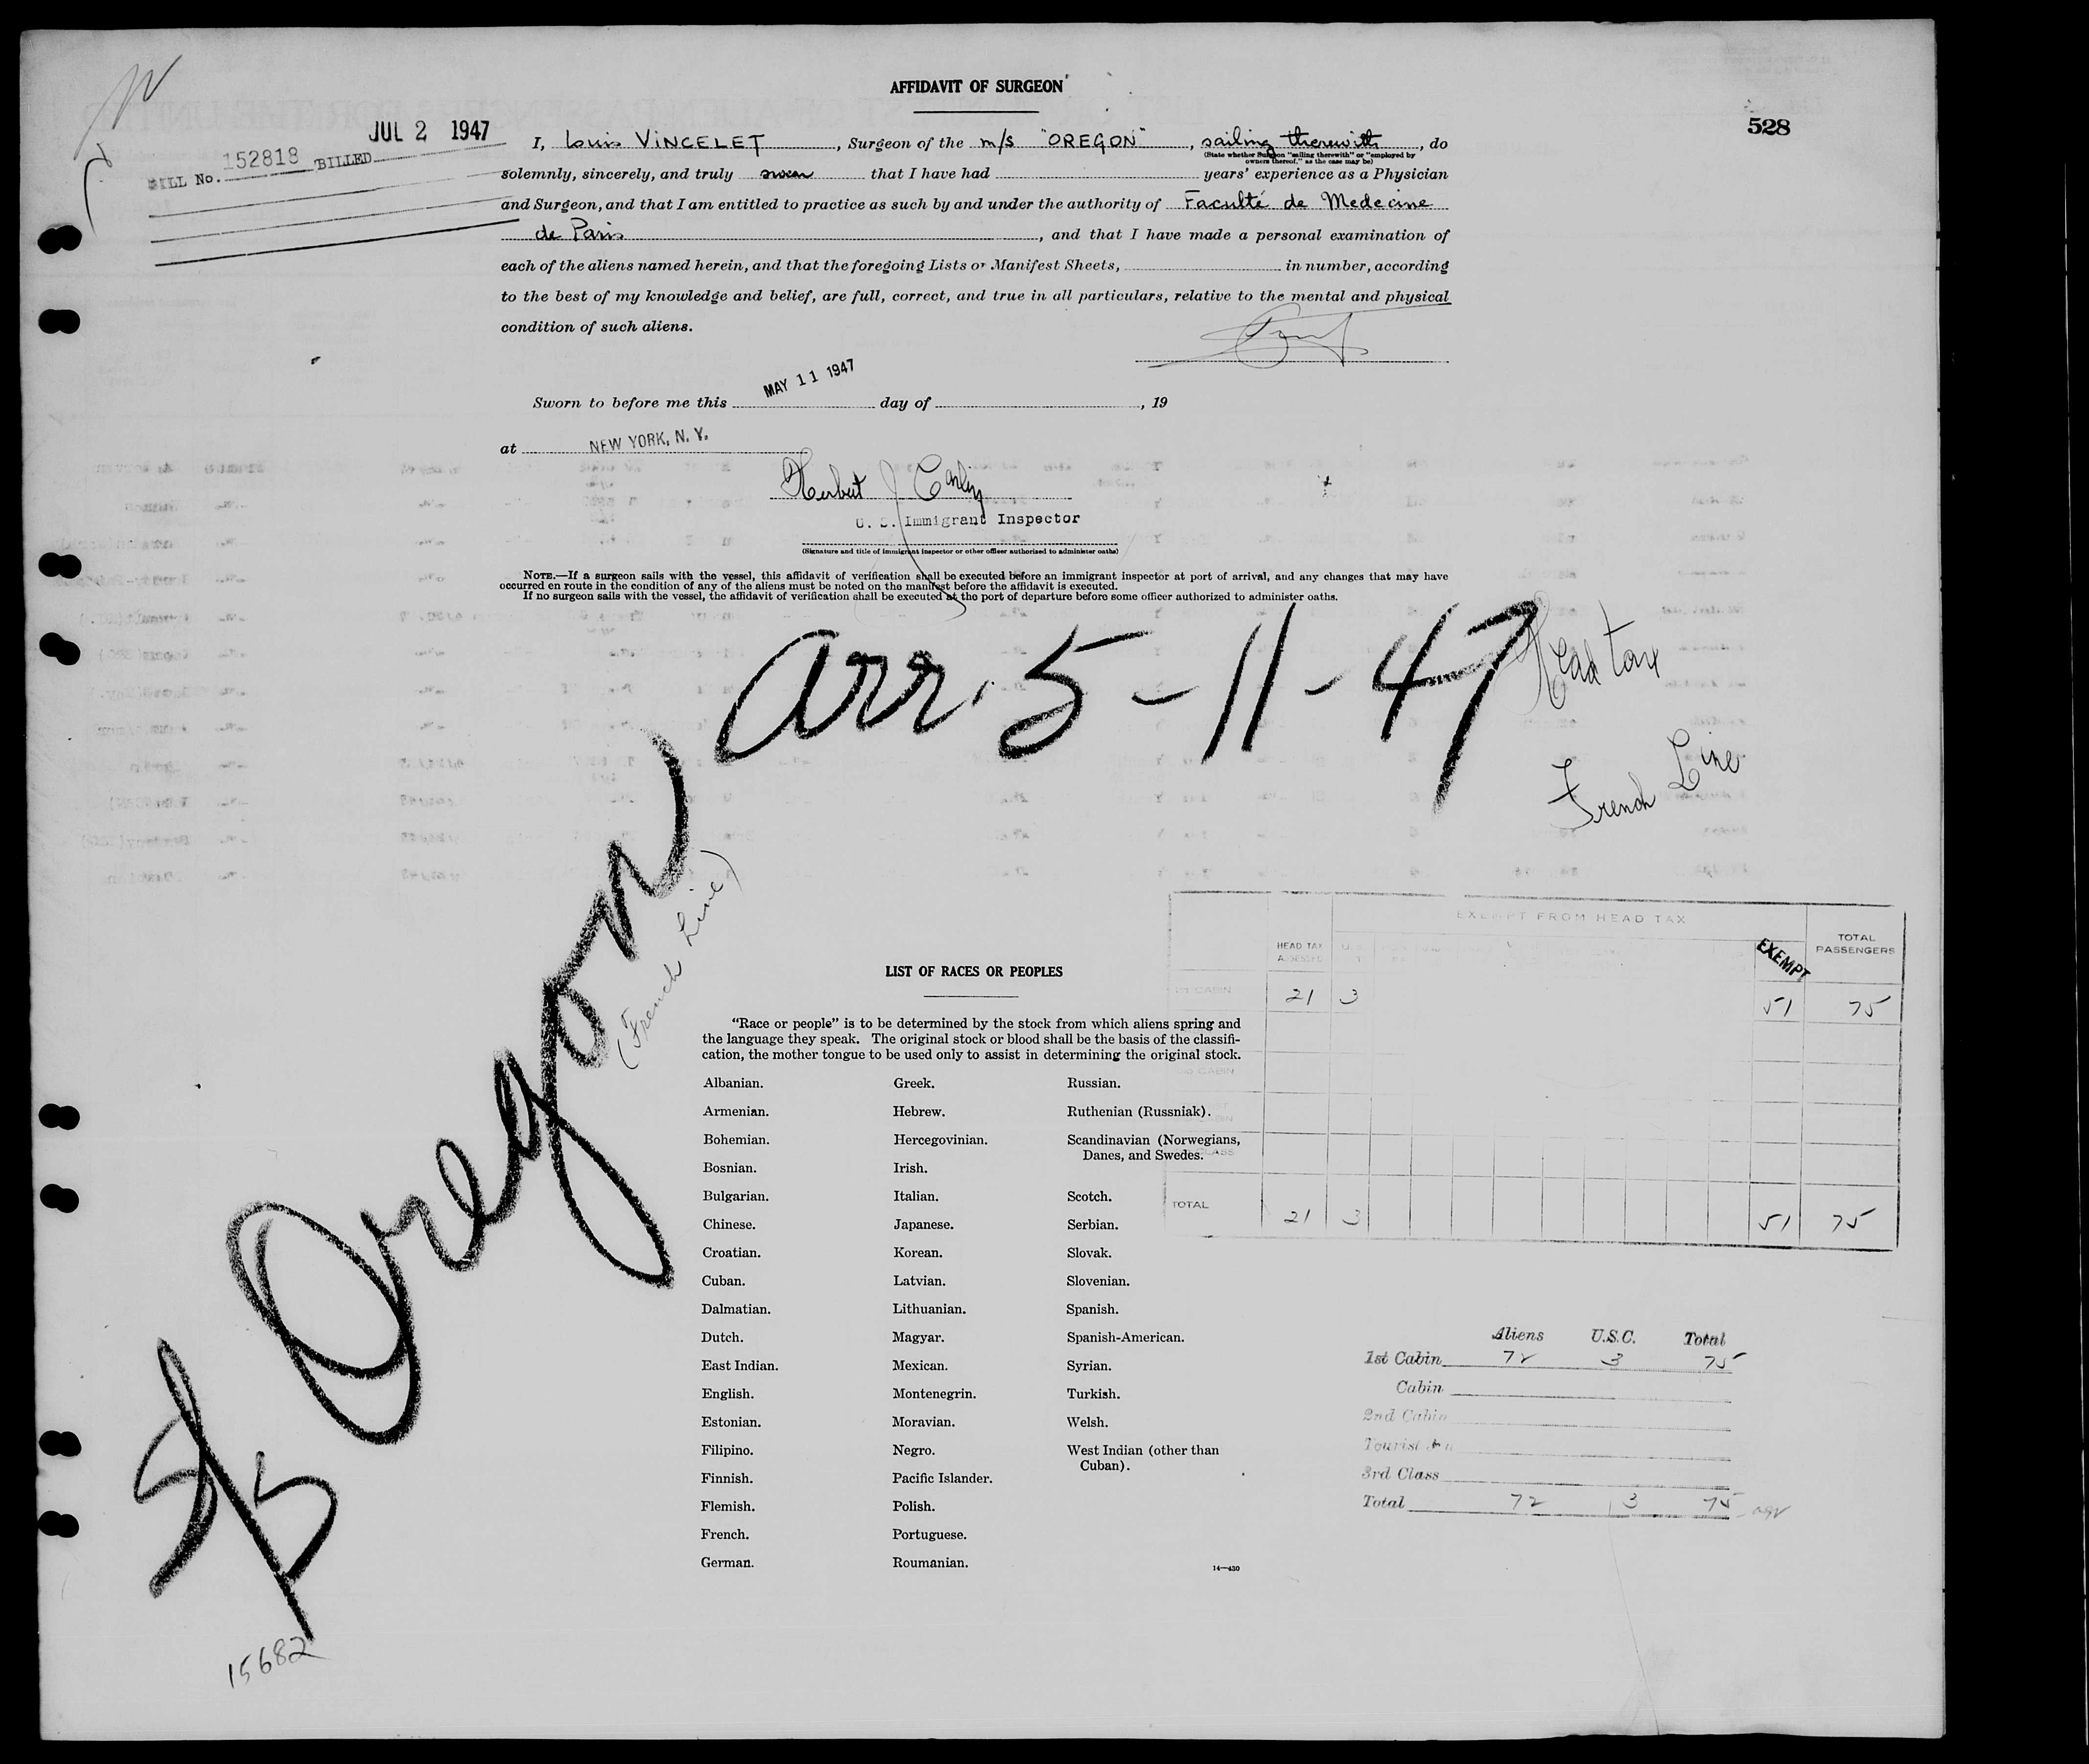 AFFIDAVIT OF SURGEON
528
JUL 2 1947
BILL No. 152818 BILLED
I, Louis VINCELET, Surgeon of the m/s "OREGON", sailing therewith, do
(State whether Surgeon "sailing therewith" or "employed by
owners thereof," as the case may be)
solemnly, sincerely, and truly swear that I have had years' experience as a Physician
and Surgeon, and that I am entitled to practice as such by and under the authority of Faculté de Medecine
de Paris, and that I have made a personal examination of
each of the aliens named herein, and that the foregoing Lists or Manifest Sheets, in number, according
to the best of my knowledge and belief, are full, correct, and true in all particulars, relative to the mental and physical
condition of such aliens.
Sworn to before me this MAY 11 1947 day of , 19
at NEW YORK, N. Y.
Herbert J
U. S. Immigrant Inspector
(Signature and title of immigrant inspector or other officer authorized to administer oaths)
NOTE.—If a surgeon sails with the vessel, this affidavit of verification shall be executed before an immigrant inspector at port of arrival, and any changes that may have
occurred en route in the condition of any of the aliens must be noted on the manifest before the affidavit is executed.
If no surgeon sails with the vessel, the affidavit of verification shall be executed at the port of departure before some officer authorized to administer oaths.
arr. 5-11-47
Head tax
French Line
S/S Oregon
(French Line)
15682
EXEMPT FROM HEAD TAX
HEAD TAX ASSESSED
EXEMPT
TOTAL PASSENGERS
1ST CABIN 21 3 51 75
CABIN
CLASS
TOTAL 21 3 51 75
LIST OF RACES OR PEOPLES
"Race or people" is to be determined by the stock from which aliens spring and
the language they speak. The original stock or blood shall be the basis of the classifi-
cation, the mother tongue to be used only to assist in determining the original stock.
Albanian. Greek. Russian.
Armenian. Hebrew. Ruthenian (Russniak).
Bohemian. Hercegovinian. Scandinavian (Norwegians,
Danes, and Swedes.
Bosnian. Irish.
Bulgarian. Italian. Scotch.
Chinese. Japanese. Serbian.
Croatian. Korean. Slovak.
Cuban. Latvian. Slovenian.
Dalmatian. Lithuanian. Spanish.
Dutch. Magyar. Spanish-American.
East Indian. Mexican. Syrian.
English. Montenegrin. Turkish.
Estonian. Moravian. Welsh.
Filipino. Negro. West Indian (other than
Cuban).
Finnish. Pacific Islander.
Flemish. Polish.
French. Portuguese.
German. Roumanian.
14—430
Aliens U.S.C. Total
1st Cabin 72 3 75
Cabin
2nd Cabin
Tourist
3rd Class
Total 72 3 75